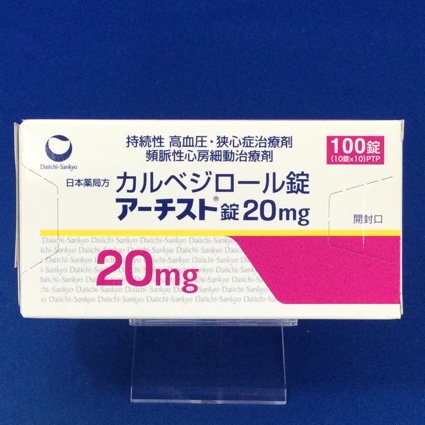 Daiichi-Sankyo
持続性 高血圧・狭心症治療剤
頻脈性心房細動治療剤
100錠
(10錠×10)PTP
日本薬局方 カルベジロール錠
アーチスト®錠20mg
開封口
Daiichi-Sankyo Daiichi-Sankyo Daiichi-Sankyo
20mg